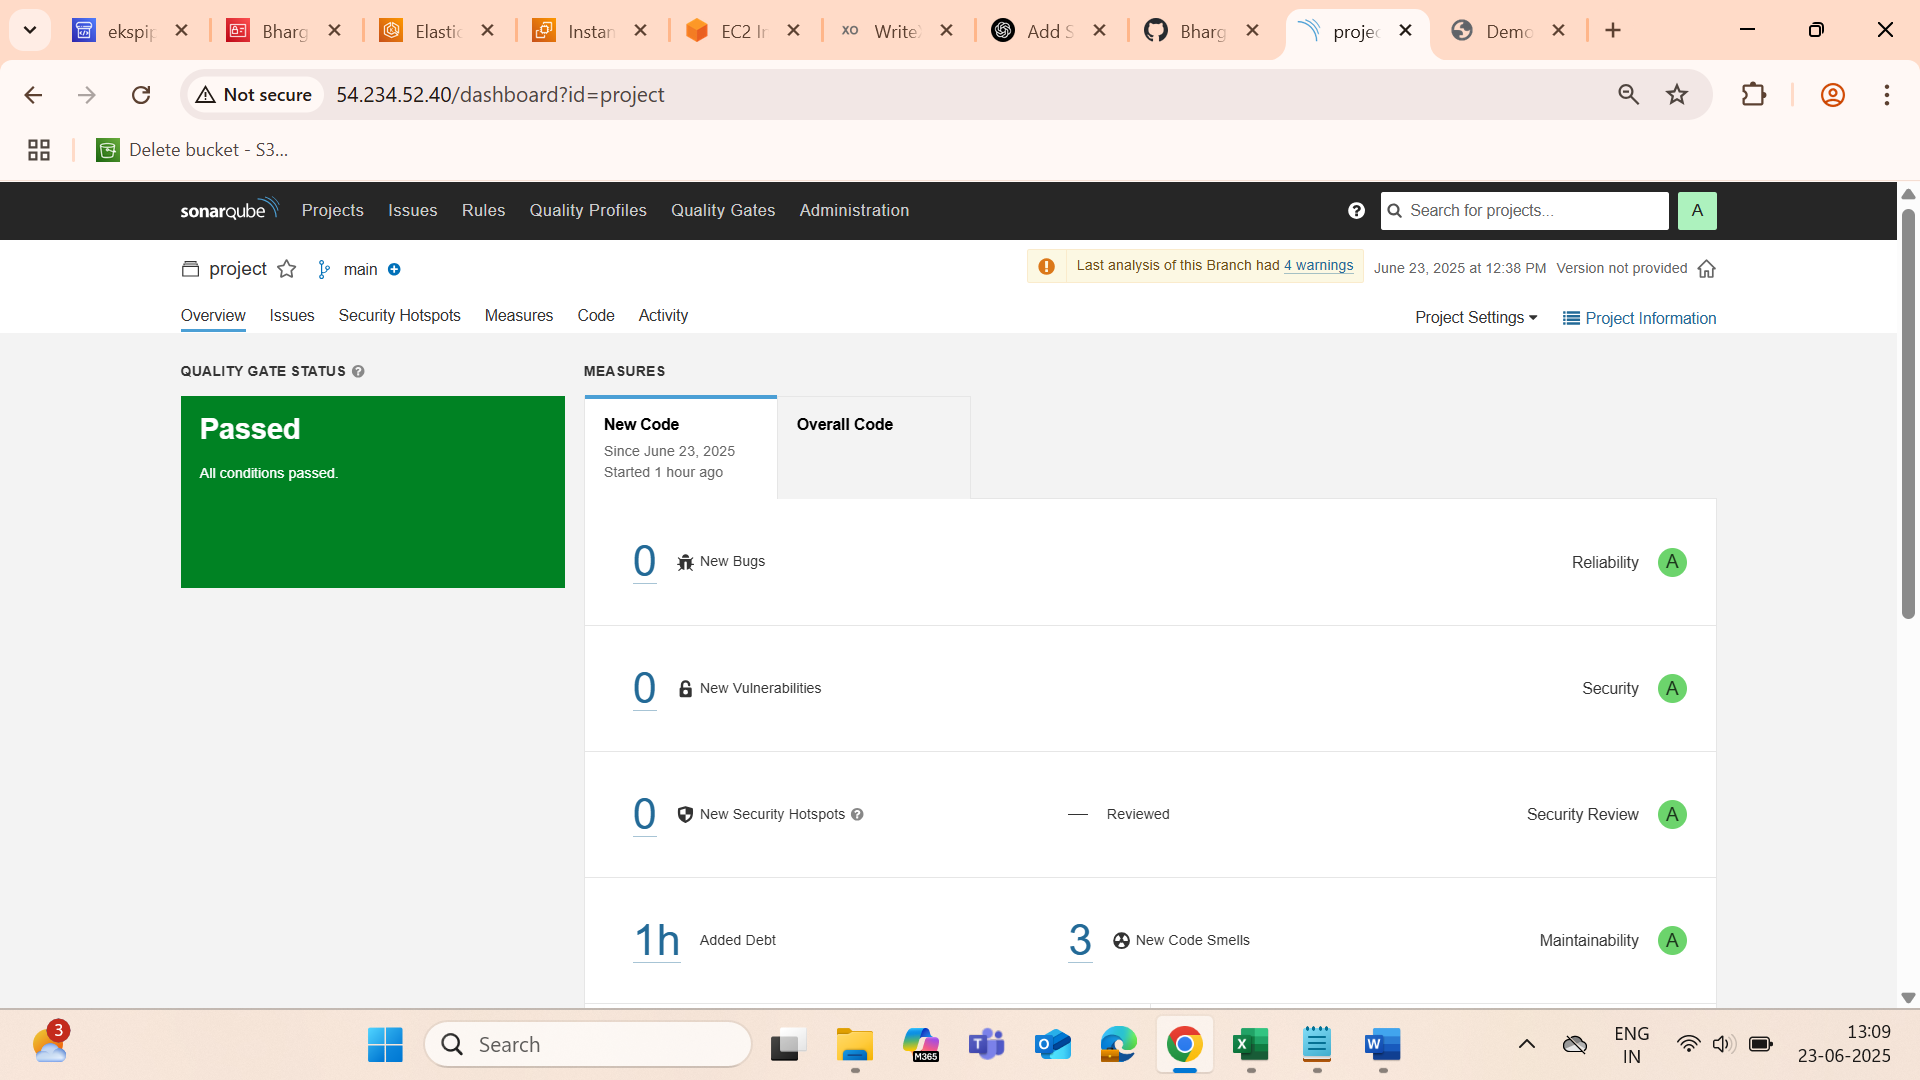 ekspip
Bharg
Elastic
Instan
EC2 In
XO
Write
Add S
Bharg
projec
Demo
Not secure
54.234.52.40/dashboard?id=project
Delete bucket - S3...
sonarqube
Projects
Issues
Rules
Quality Profiles
Quality Gates
Administration
?
Search for projects...
A
project
main
Last analysis of this Branch had 4 warnings
June 23, 2025 at 12:38 PM
Version not provided
Overview
Issues
Security Hotspots
Measures
Code
Activity
Project Settings
Project Information
QUALITY GATE STATUS ?
MEASURES
Passed
All conditions passed.
New Code
Since June 23, 2025
Started 1 hour ago
Overall Code
0
New Bugs
Reliability
A
0
New Vulnerabilities
Security
A
0
New Security Hotspots ?
Reviewed
Security Review
A
1h
Added Debt
3
New Code Smells
Maintainability
A
3
Search
M365
ENG
IN
13:09
23-06-2025